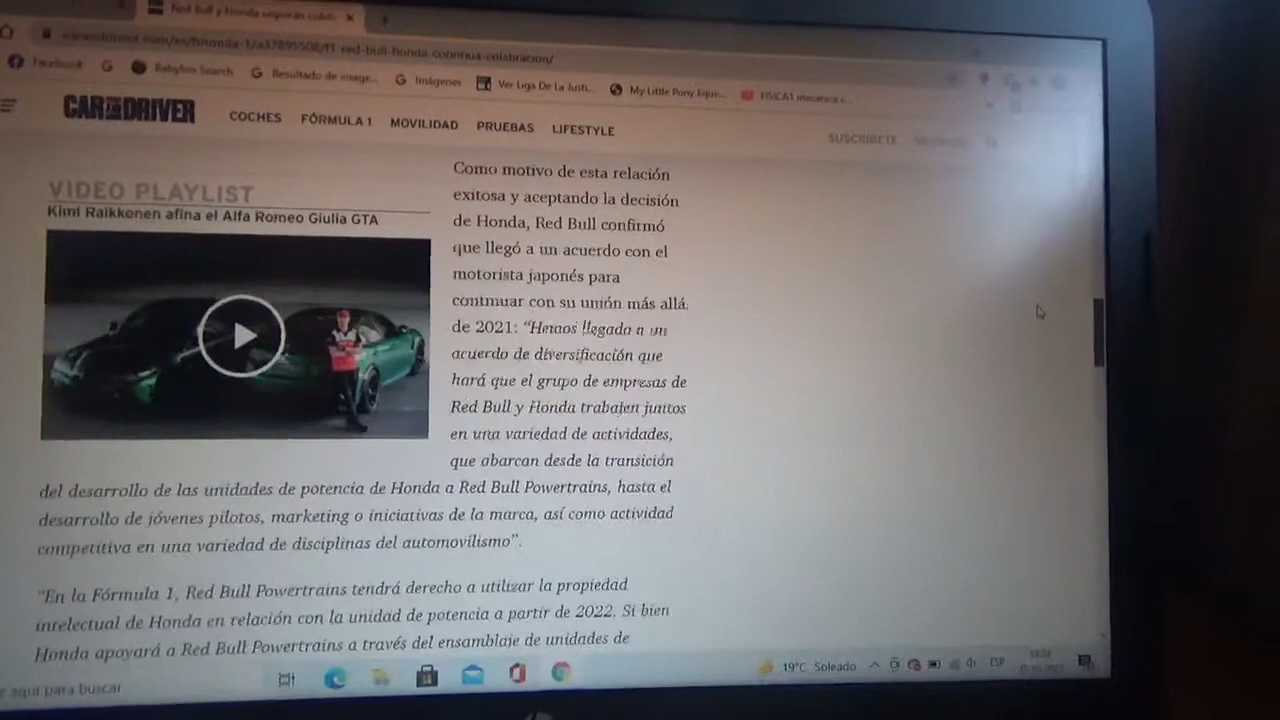 Red Bull y Honda seguirán
/formula-1/a37895508/f1-red-bull-honda-continua-colabracion/
Facebook
G
Babylon Search
G Resultado de image...
G Imágenes
Ver Liga De La Justi...
My Little Pony Eque...
FISICA1 mecanica c...
CAR AND DRIVER
COCHES
FÓRMULA 1
MOVILIDAD
PRUEBAS
LIFESTYLE
SUSCRÍBETE
VIDEO PLAYLIST
Kimi Raikkonen afina el Alfa Romeo Giulia GTA
Como motivo de esta relación
exitosa y aceptando la decisión
de Honda, Red Bull confirmó
que llegó a un acuerdo con el
motorista japonés para
continuar con su unión más allá
de 2021: “Hemos llegado a un
acuerdo de diversificación que
hará que el grupo de empresas de
Red Bull y Honda trabajen juntos
en una variedad de actividades,
que abarcan desde la transición
del desarrollo de las unidades de potencia de Honda a Red Bull Powertrains, hasta el
desarrollo de jóvenes pilotos, marketing o iniciativas de la marca, así como actividad
competitiva en una variedad de disciplinas del automovilismo”.
“En la Fórmula 1, Red Bull Powertrains tendrá derecho a utilizar la propiedad
intelectual de Honda en relación con la unidad de potencia a partir de 2022. Si bien
Honda apoyará a Red Bull Powertrains a través del ensamblaje de unidades de
aquí para buscar
19°C Soleado
ESP